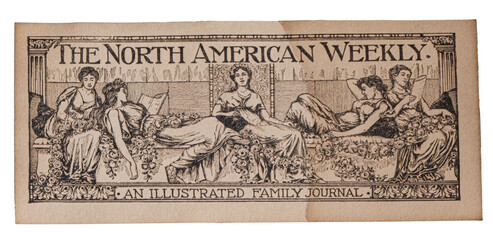 THE NORTH AMERICAN WEEKLY.
· AN ILLUSTRATED FAMILY JOURNAL ·